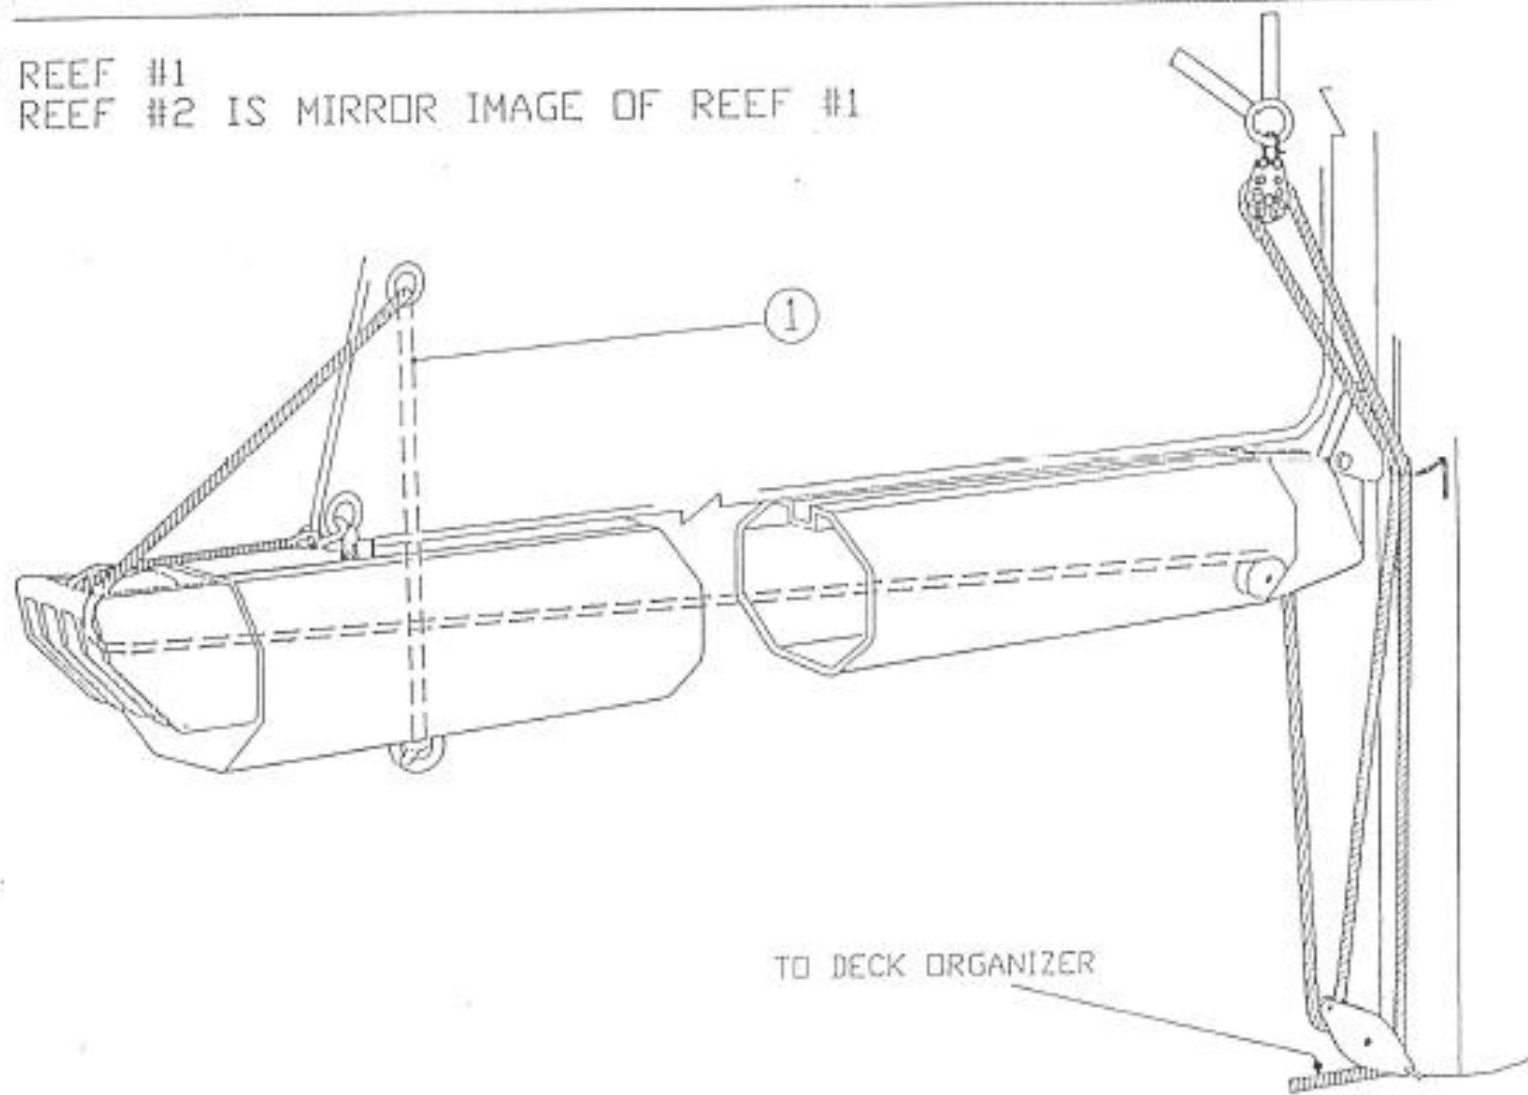 REEF #1
REEF #2 IS MIRROR IMAGE OF REEF #1
1
TO DECK ORGANIZER